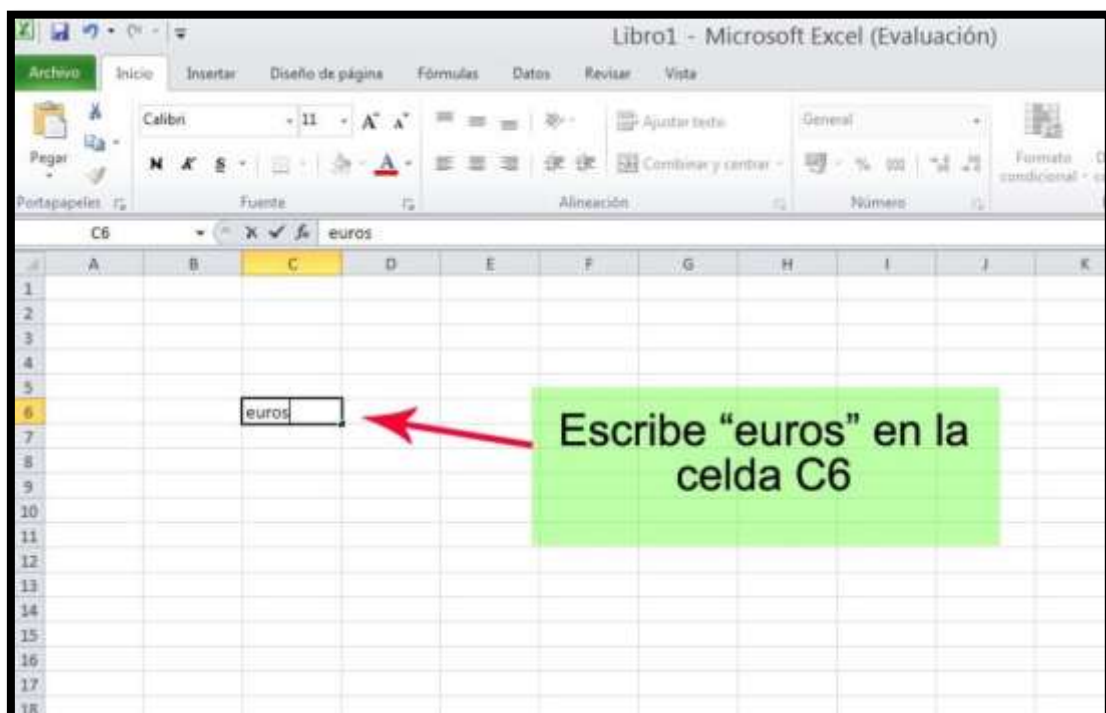 Libro1 - Microsoft Excel (Evaluación)
Archivo Inicio Insertar Diseño de página Fórmulas Datos Revisar Vista
Calibri 11 A A Ajustar texto General
Pegar N K S A Combinar y centrar % 000 Formato condicional
Portapapeles Fuente Alineación Número
C6 fx euros
A B C D E F G H I J K
1
2
3
4
5
6 euros
Escribe “euros” en la
celda C6
7
8
9
10
11
12
13
14
15
16
17
18